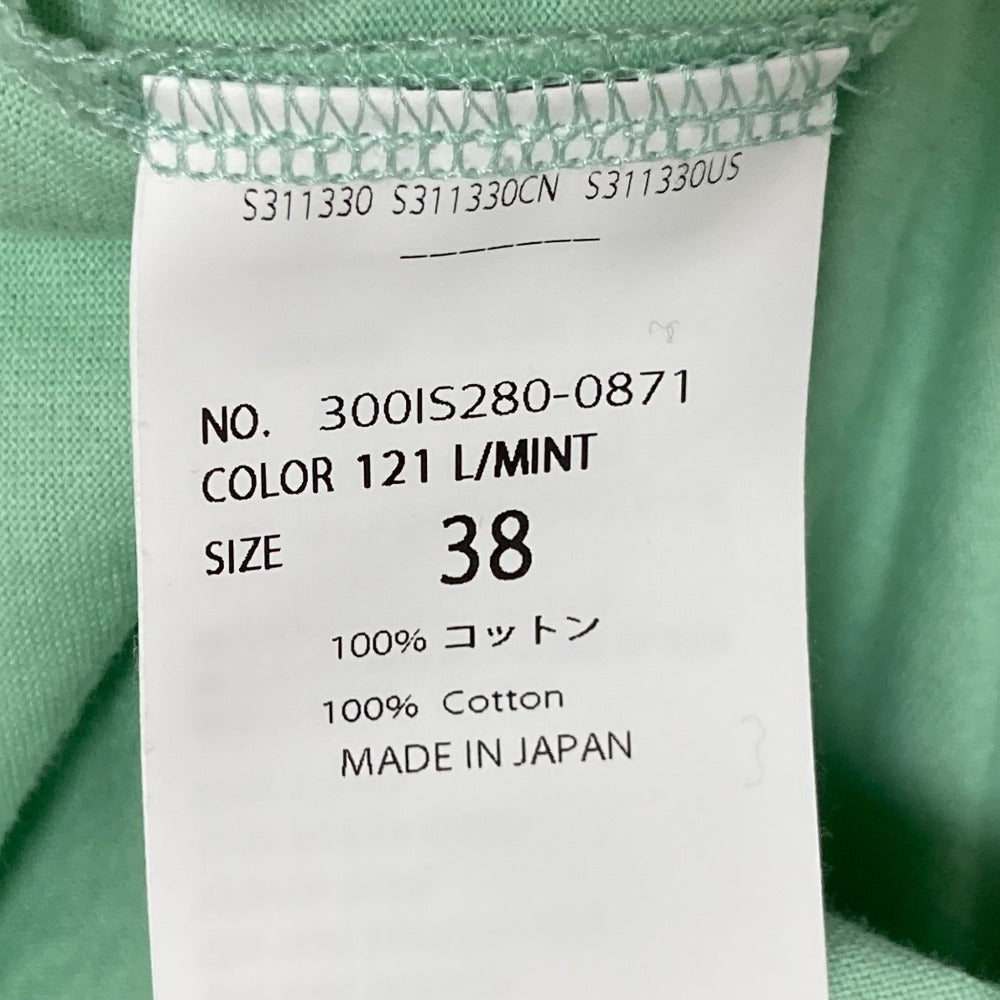 S311330 S311330CN S311330US
NO. 300IS280-0871
COLOR 121 L/MINT
SIZE 38
100% コットン
100% Cotton
MADE IN JAPAN